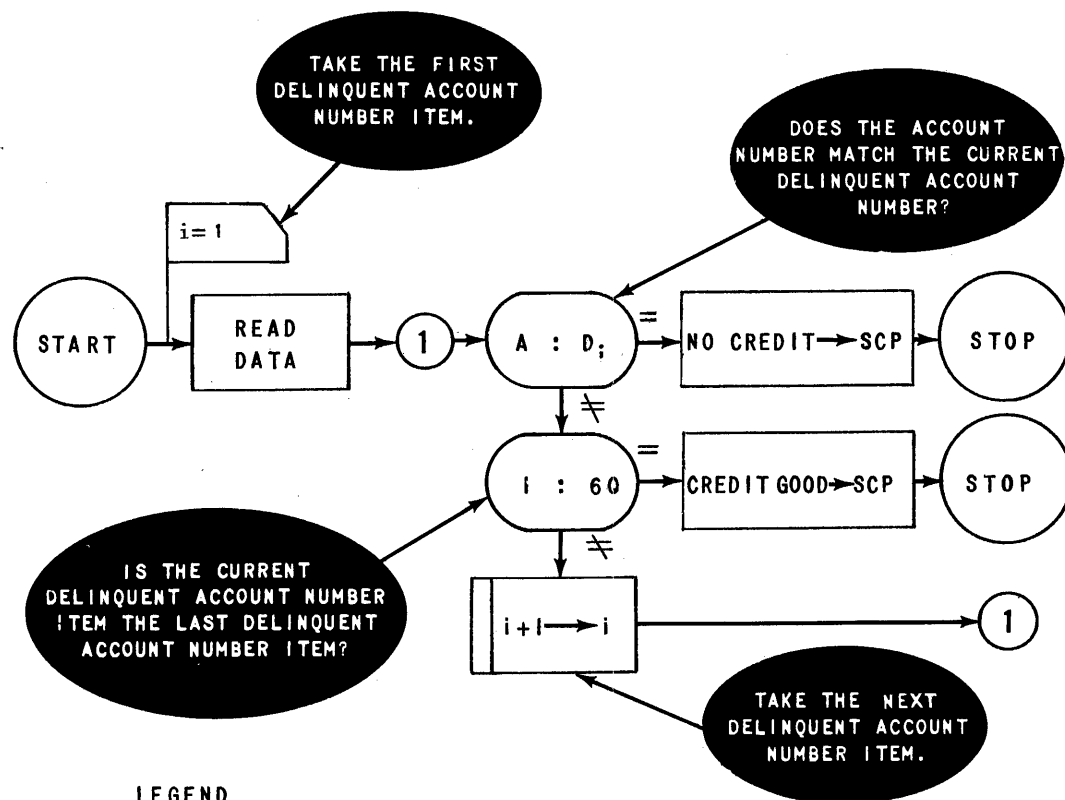 TAKE THE FIRST
DELINQUENT ACCOUNT
NUMBER ITEM.
DOES THE ACCOUNT
NUMBER MATCH THE CURRENT
DELINQUENT ACCOUNT
NUMBER?
i=1
START
READ
DATA
1
A : Di
=
NO CREDIT→SCP
STOP
≠
i : 60
=
CREDIT GOOD→SCP
STOP
≠
IS THE CURRENT
DELINQUENT ACCOUNT NUMBER
ITEM THE LAST DELINQUENT
ACCOUNT NUMBER ITEM?
i+1→i
1
TAKE THE NEXT
DELINQUENT ACCOUNT
NUMBER ITEM.
LEGEND